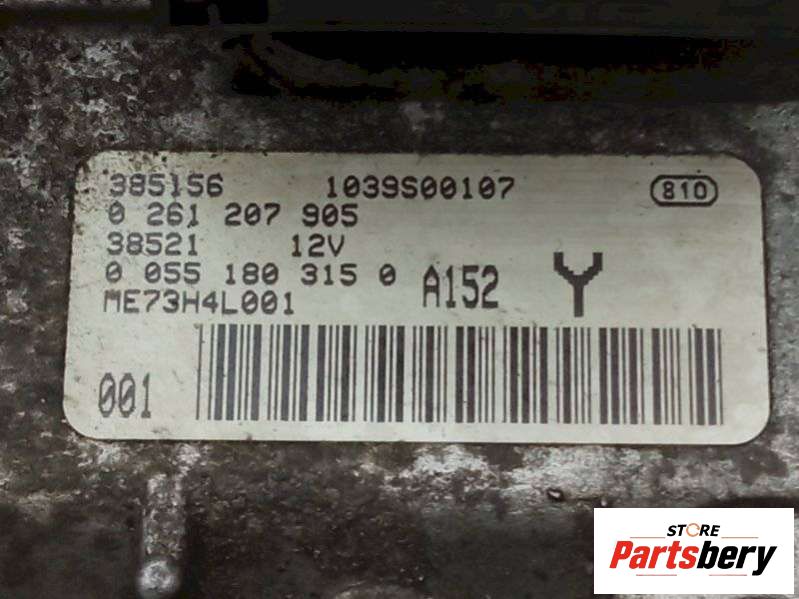 385156 1039S00107 810
0 261 207 905
38521 12V
0 055 180 315 0 A152 Y
ME73H4L001
001
STORE
Partsbery